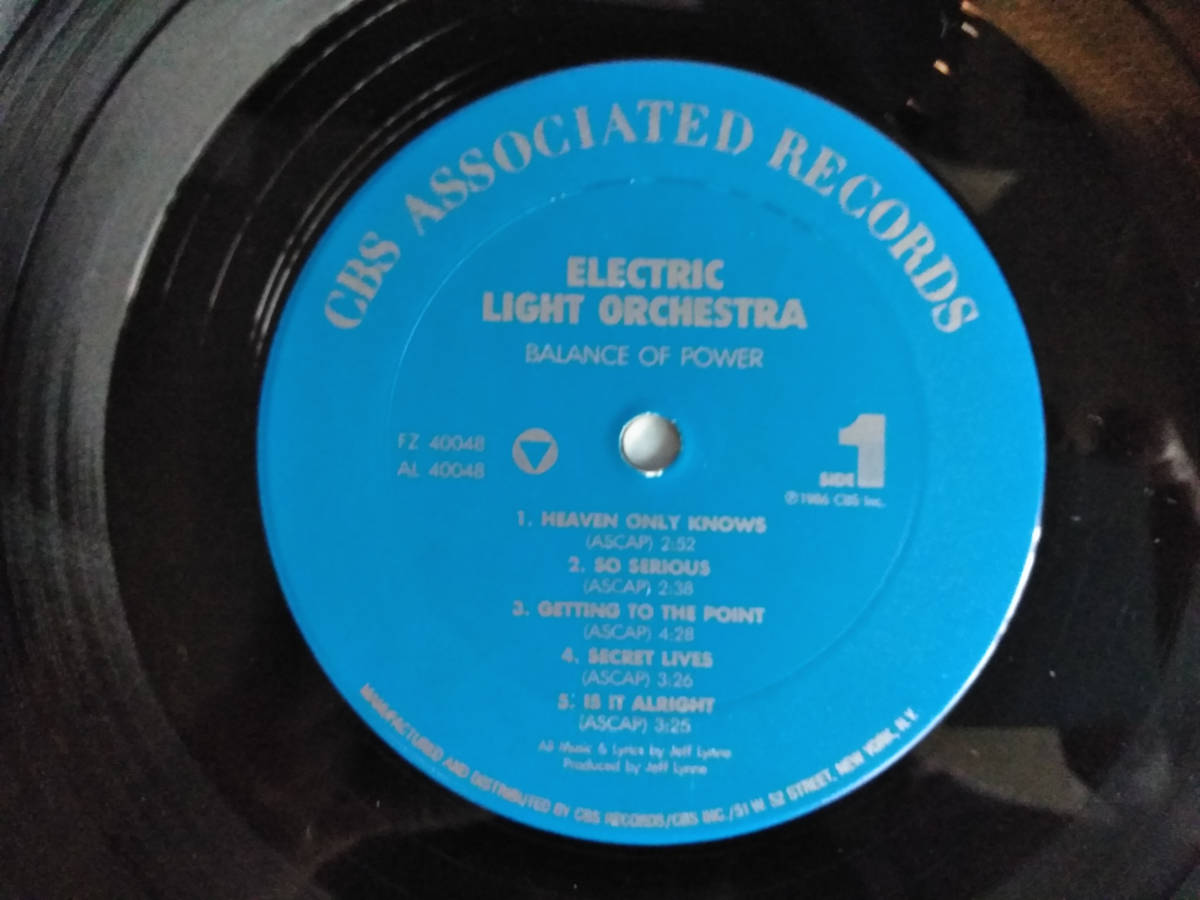 CBS ASSOCIATED RECORDS
ELECTRIC
LIGHT ORCHESTRA
BALANCE OF POWER
FZ 40048
AL 40048
SIDE 1
℗1986 CBS Inc.
1. HEAVEN ONLY KNOWS
(ASCAP) 2:52
2. SO SERIOUS
(ASCAP) 2:38
3. GETTING TO THE POINT
(ASCAP) 4:28
4. SECRET LIVES
(ASCAP) 3:26
5. IS IT ALRIGHT
(ASCAP) 3:25
All Music & Lyrics by Jeff Lynne
Produced by Jeff Lynne
MANUFACTURED AND DISTRIBUTED BY CBS RECORDS/CBS INC./51 W. 52 STREET, NEW YORK, N.Y.